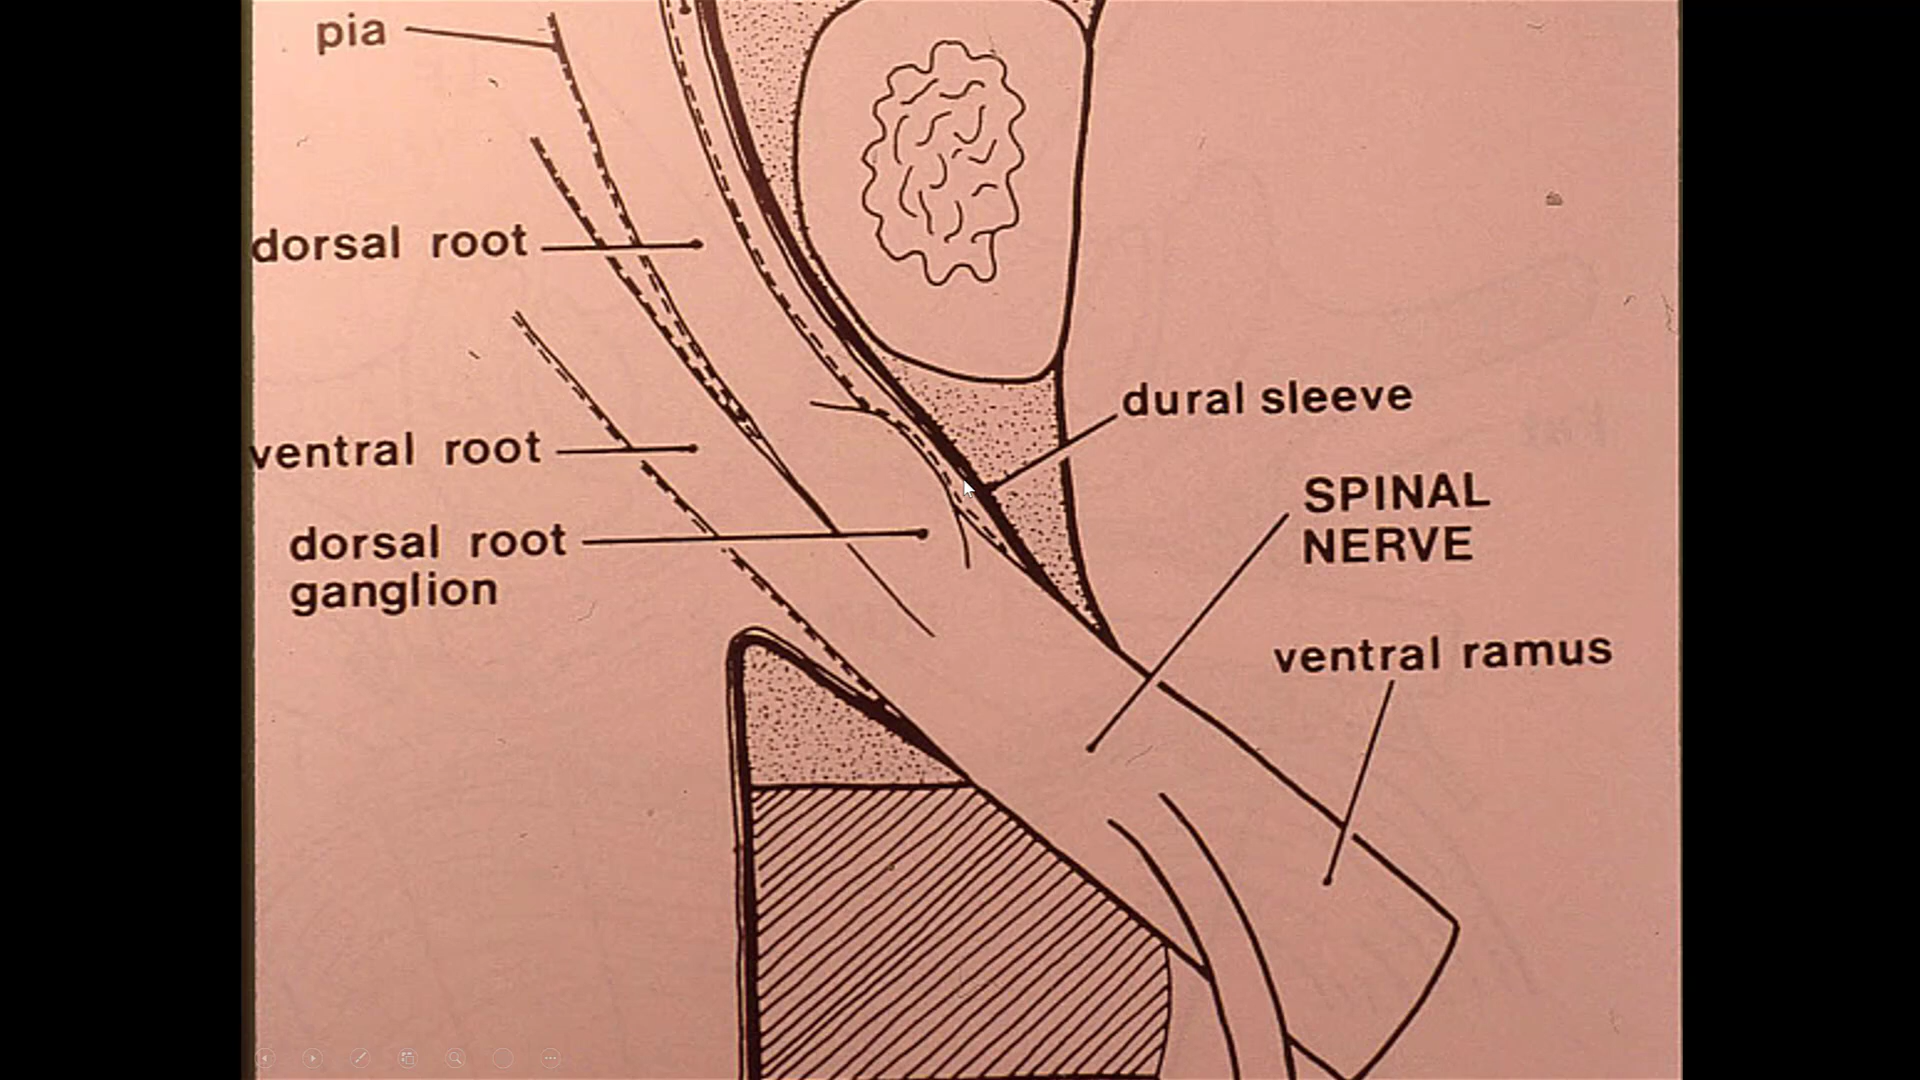 pia
dorsal root
dural sleeve
ventral root
SPINAL
NERVE
dorsal root
ganglion
ventral ramus